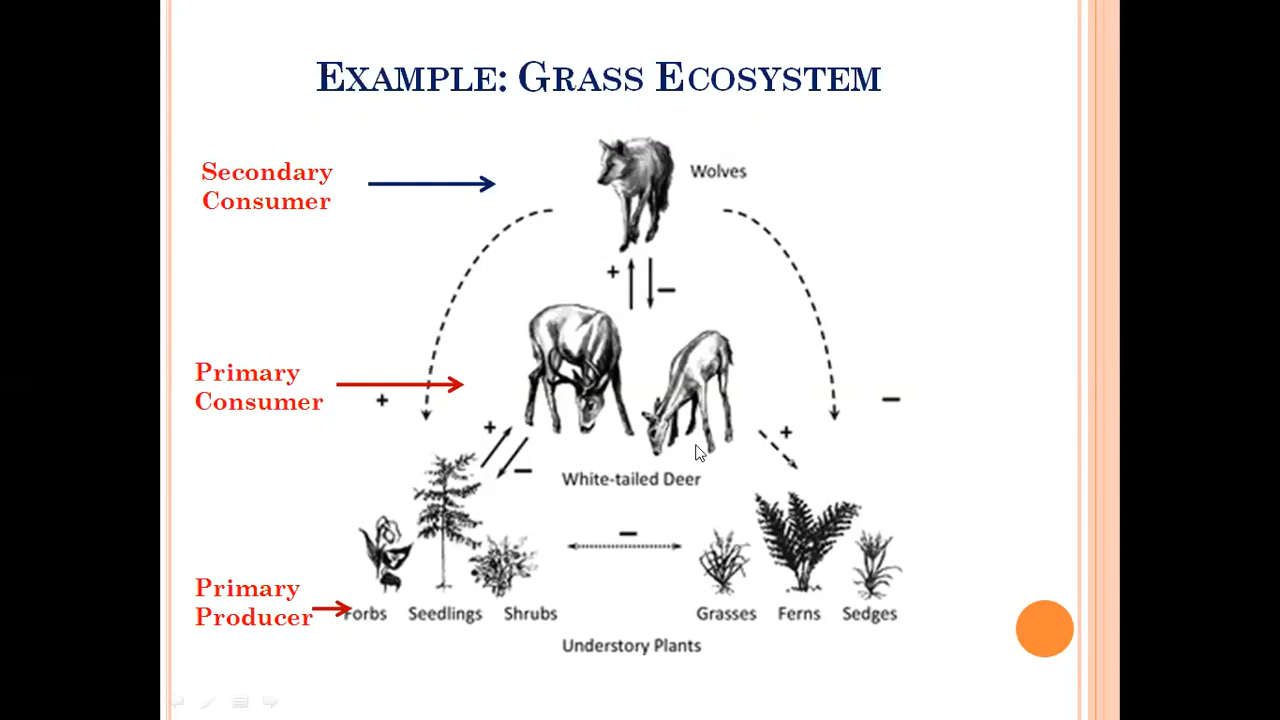 EXAMPLE: GRASS ECOSYSTEM
Secondary
Consumer
Wolves
+
−
Primary
Consumer
+
−
+
−
+
White-tailed Deer
−
Primary
Producer
Forbs
Seedlings
Shrubs
Grasses
Ferns
Sedges
Understory Plants